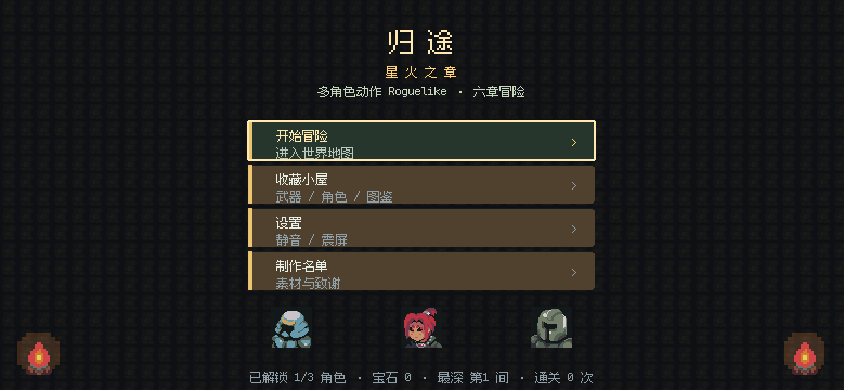 归途
星火之章
多角色动作 Roguelike · 六章冒险
开始冒险
进入世界地图
收藏小屋
武器 / 角色 / 图鉴
设置
静音 / 震屏
制作名单
素材与致谢
已解锁 1/3 角色 · 宝石 0 · 最深 第1 间 · 通关 0 次